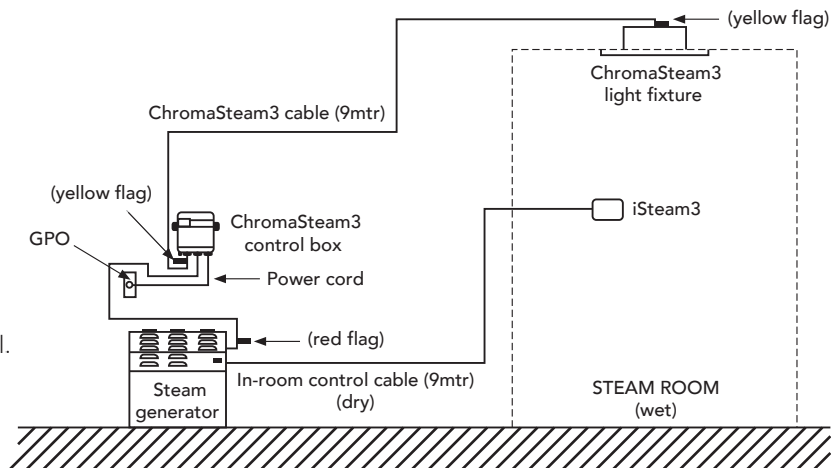 (yellow flag)
ChromaSteam3
light fixture
ChromaSteam3 cable (9mtr)
(yellow flag)
ChromaSteam3
control box
iSteam3
GPO
Power cord
(red flag)
In-room control cable (9mtr)
(dry)
Steam
generator
STEAM ROOM
(wet)